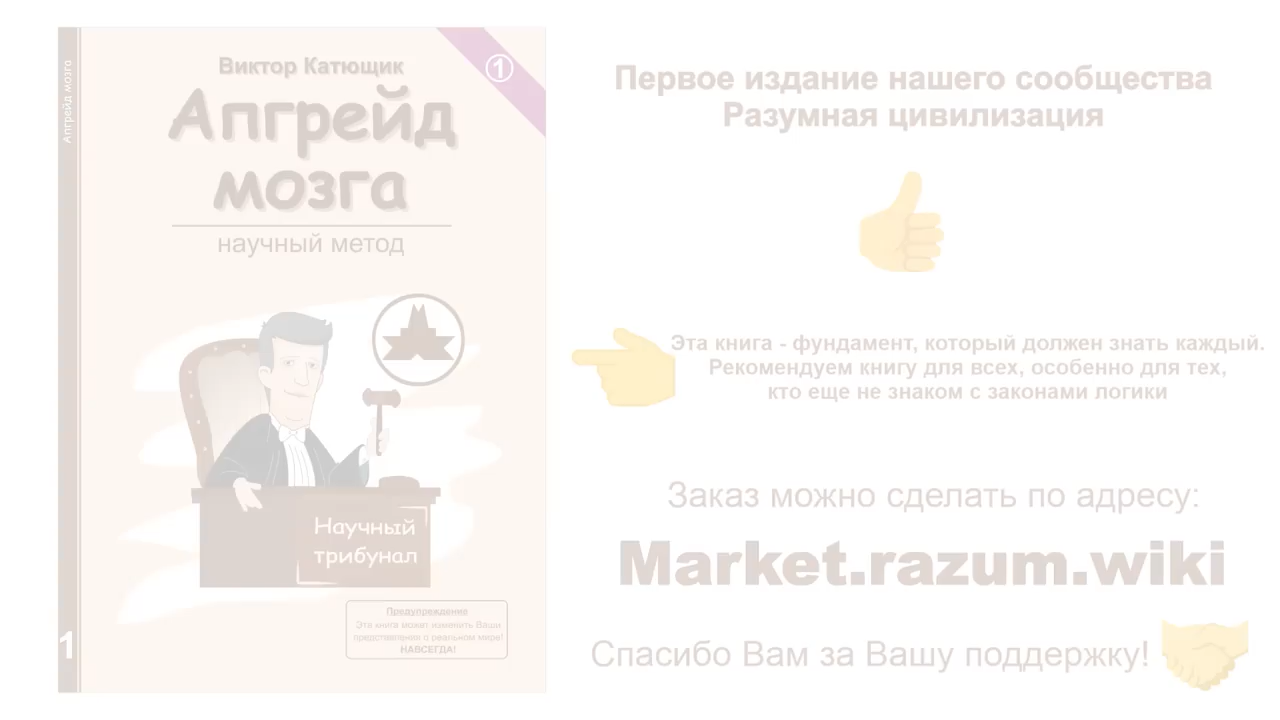 Апгрейд мозга
Виктор Катющик
1
Апгрейд
мозга
научный метод
Научный
трибунал
Предупреждение
Эта книга может изменить Ваши
представления о реальном мире!
НАВСЕГДА!
1
Первое издание нашего сообщества
Разумная цивилизация
Эта книга - фундамент, который должен знать каждый.
Рекомендуем книгу для всех, особенно для тех,
кто еще не знаком с законами логики
Заказ можно сделать по адресу:
Market.razum.wiki
Спасибо Вам за Вашу поддержку!